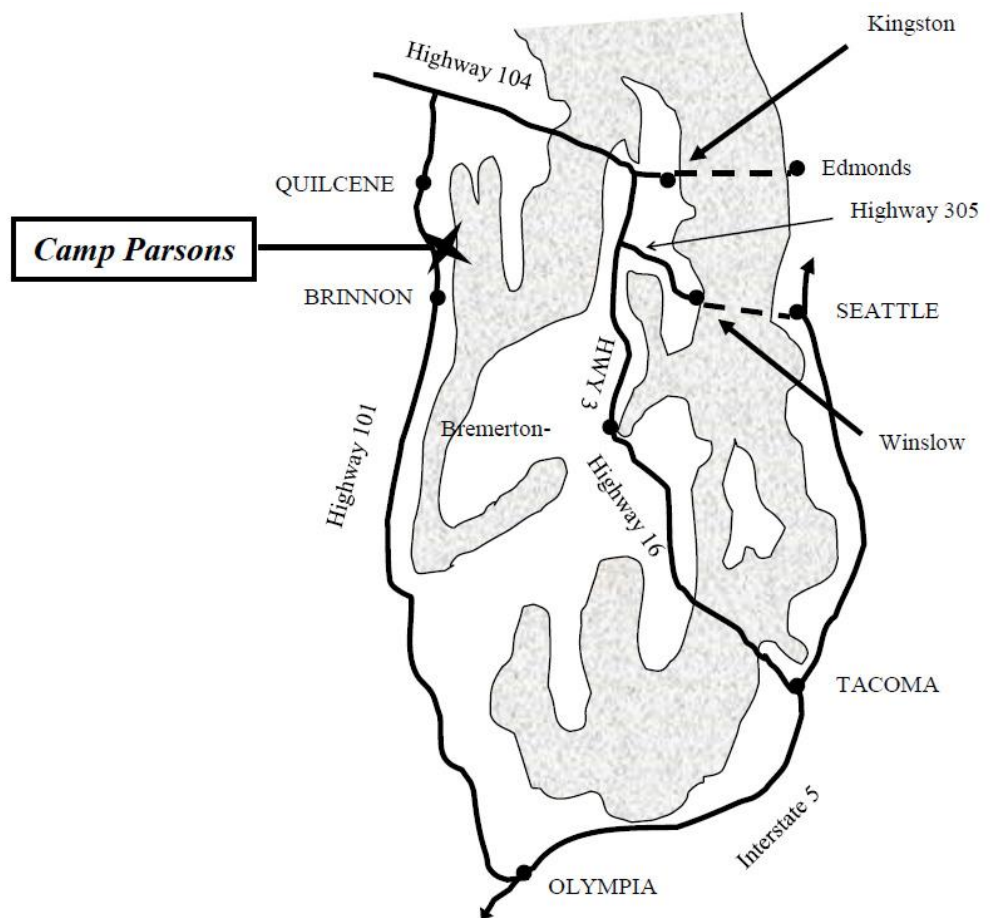 Kingston
Highway 104
Edmonds
QUILCENE
Highway 305
Camp Parsons
BRINNON
SEATTLE
HWY 3
Highway 101
Bremerton-
Winslow
Highway 16
TACOMA
Interstate 5
OLYMPIA